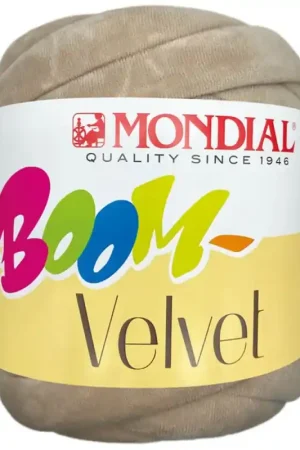 MONDIAL
QUALITY SINCE 1946
BOOM
Velvet